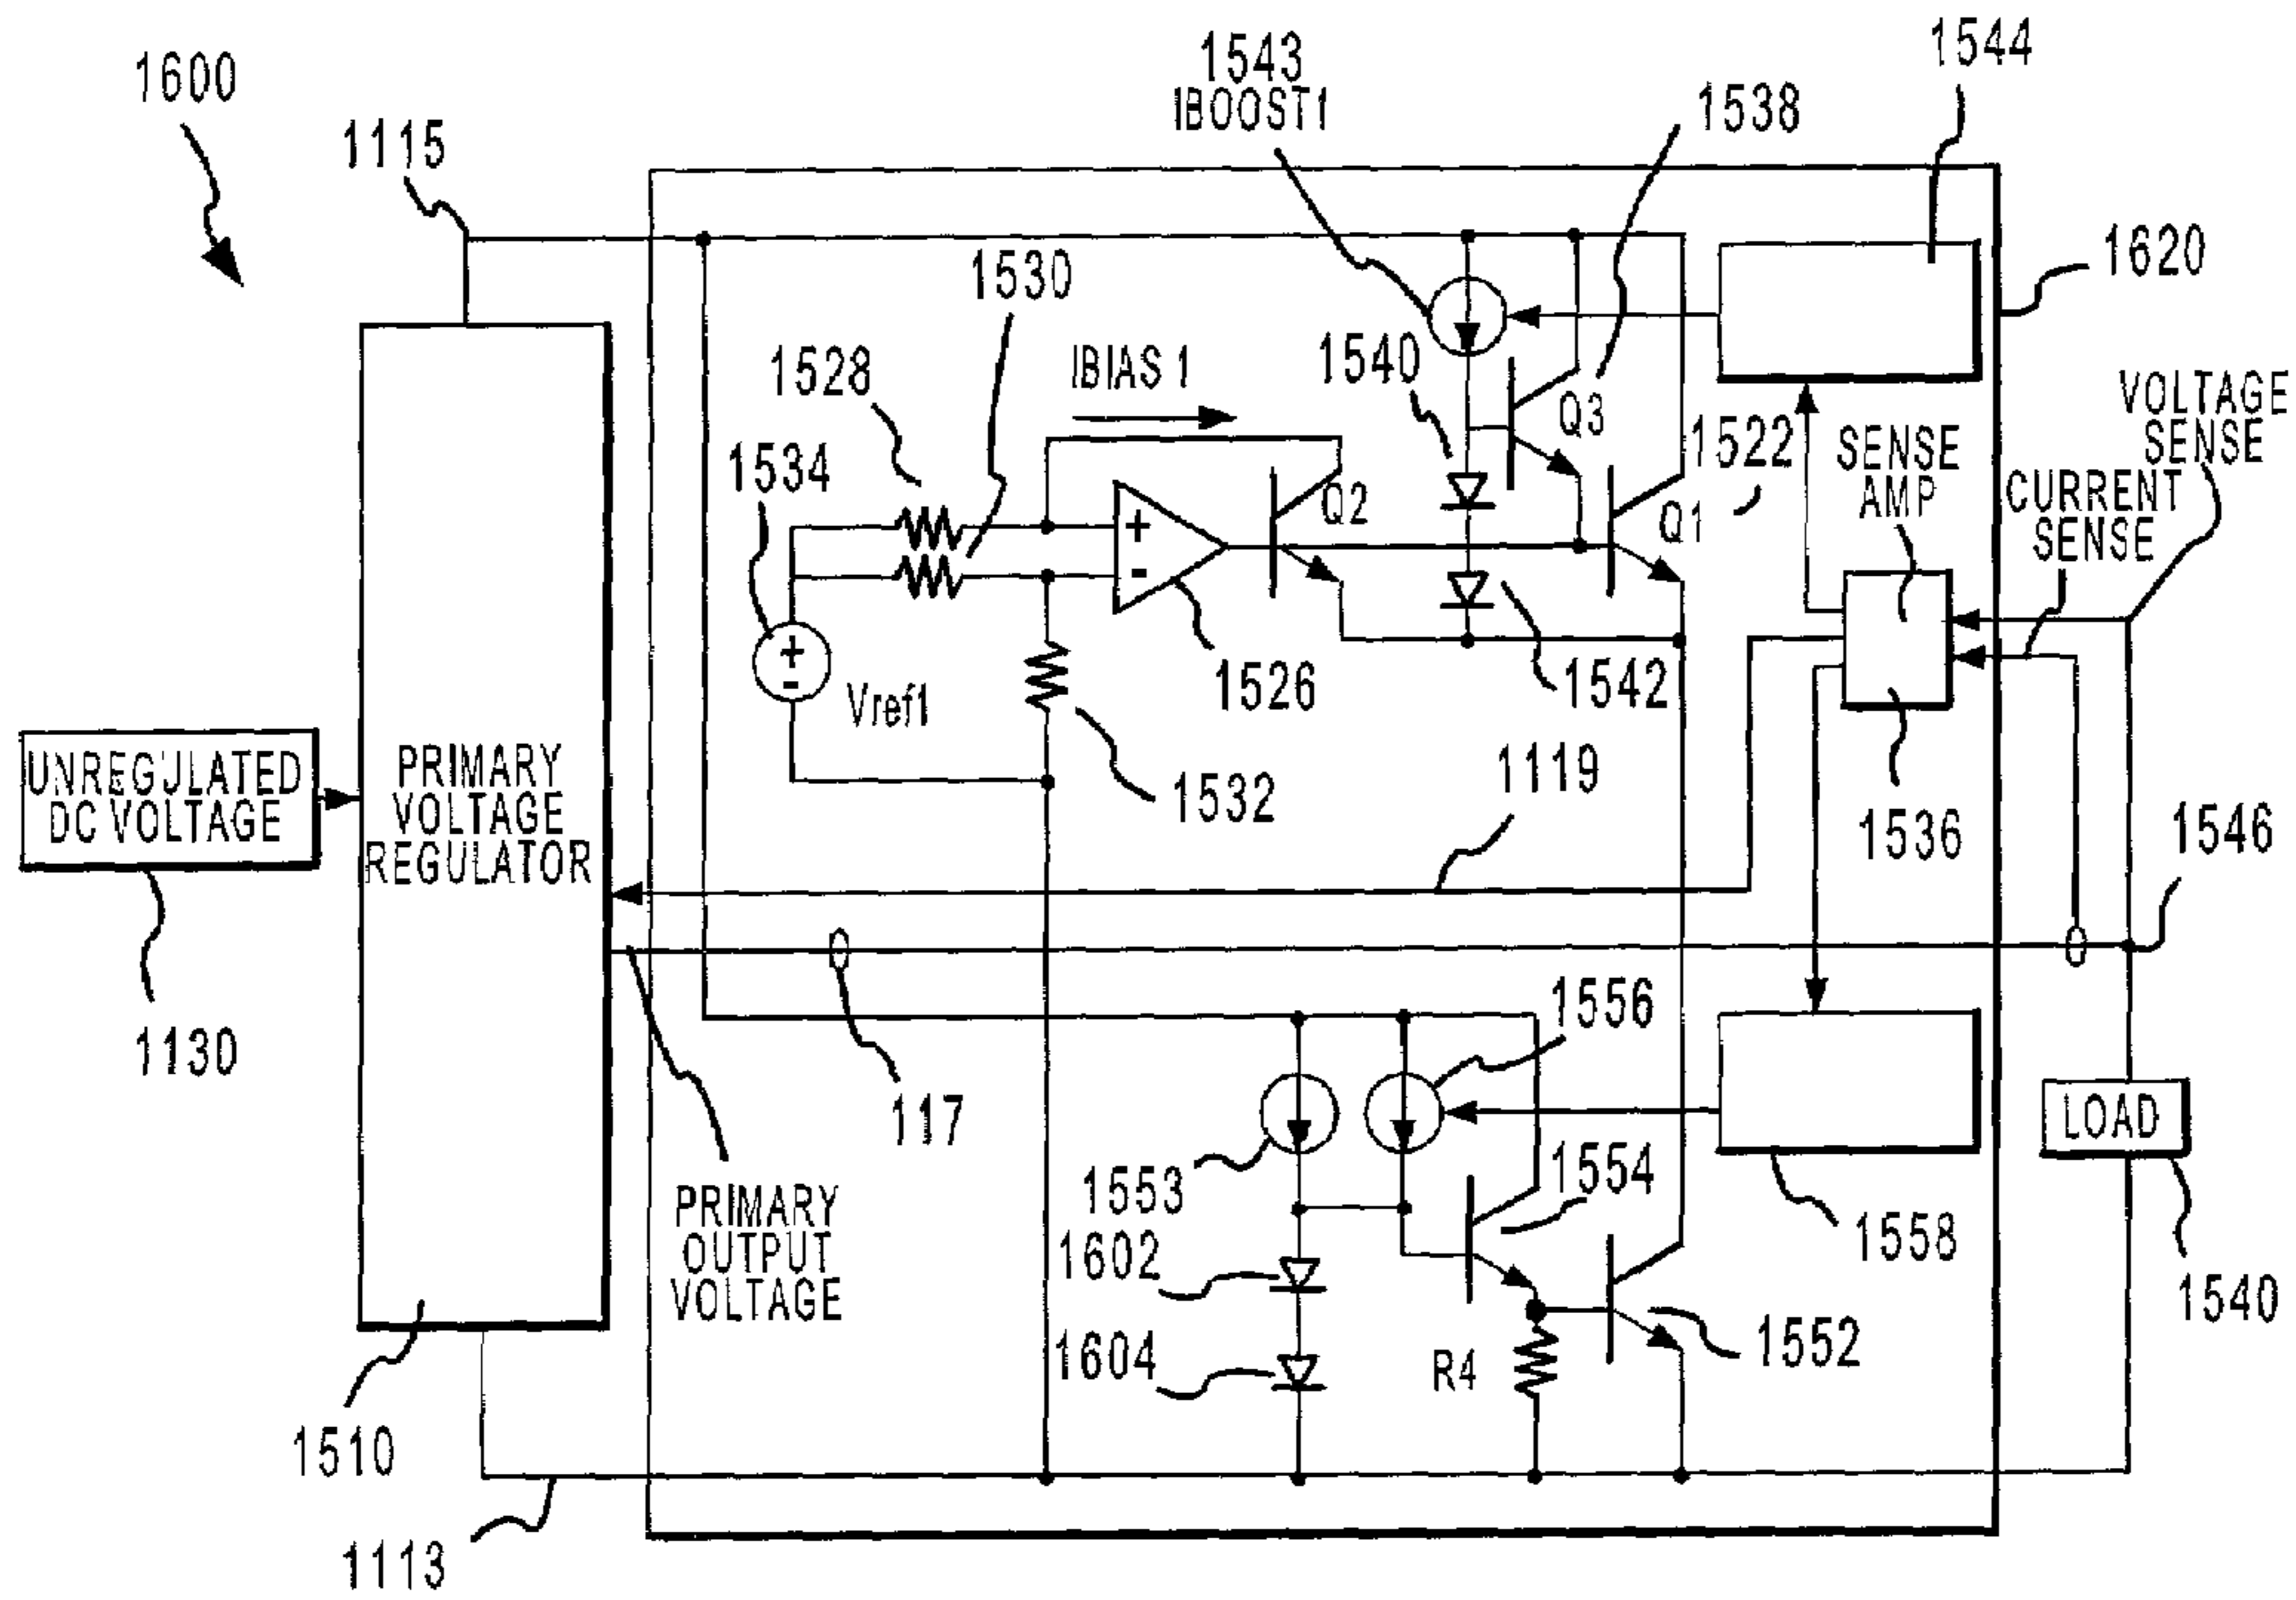 1600
1115
1543
IBOOST1
1538
1544
1530
1620
1528
IBIAS 1
1540
Q3
1522
VOLTAGE
SENSE
SENSE
AMP
CURRENT
SENSE
1534
Q2
Q1
+
-
+
-
Vref1
1526
1542
1532
1119
1536
1546
UNREGULATED
DC VOLTAGE
PRIMARY
VOLTAGE
REGULATOR
1130
117
1556
1553
1554
LOAD
PRIMARY
OUTPUT
VOLTAGE
1602
1558
1604
R4
1552
1540
1510
1113